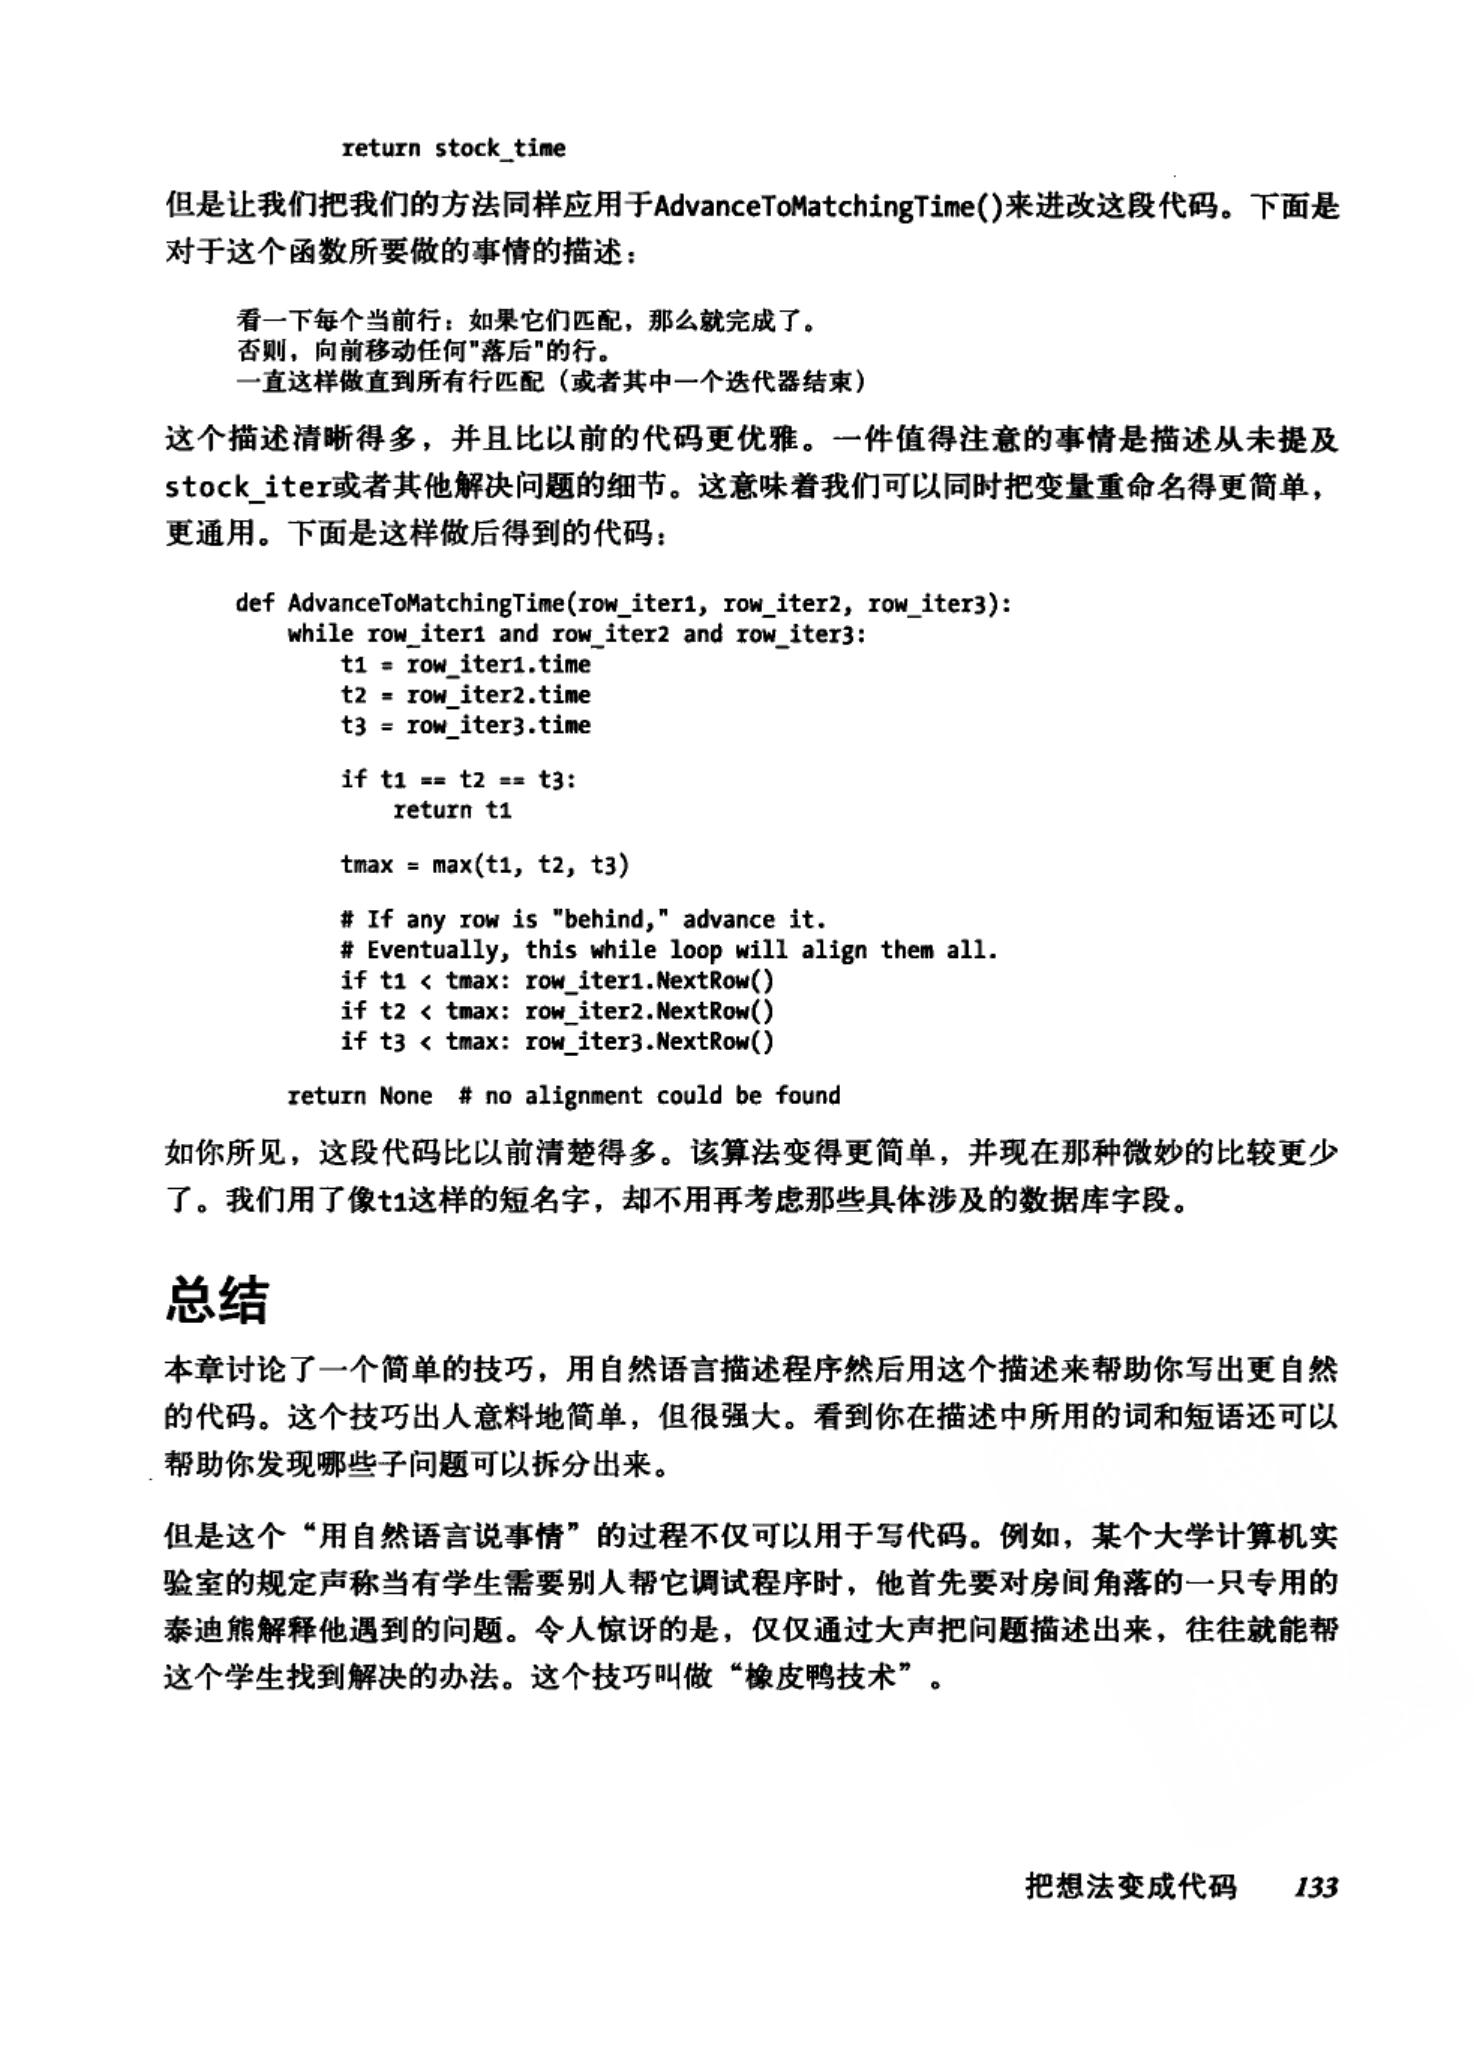 return stock_time
但是让我们把我们的方法同样应用于AdvanceToMatchingTime()来进改这段代码。下面是
对于这个函数所要做的事情的描述：
看一下每个当前行：如果它们匹配，那么就完成了。
否则，向前移动任何"落后"的行。
一直这样做直到所有行匹配（或者其中一个迭代器结束）
这个描述清晰得多，并且比以前的代码更优雅。一件值得注意的事情是描述从未提及
stock_iter或者其他解决问题的细节。这意味着我们可以同时把变量重命名得更简单，
更通用。下面是这样做后得到的代码：
def AdvanceToMatchingTime(row_iter1, row_iter2, row_iter3):
    while row_iter1 and row_iter2 and row_iter3:
        t1 = row_iter1.time
        t2 = row_iter2.time
        t3 = row_iter3.time
        if t1 == t2 == t3:
            return t1
        tmax = max(t1, t2, t3)
        # If any row is "behind," advance it.
        # Eventually, this while loop will align them all.
        if t1 < tmax: row_iter1.NextRow()
        if t2 < tmax: row_iter2.NextRow()
        if t3 < tmax: row_iter3.NextRow()
    return None  # no alignment could be found
如你所见，这段代码比以前清楚得多。该算法变得更简单，并现在那种微妙的比较更少
了。我们用了像t1这样的短名字，却不用再考虑那些具体涉及的数据库字段。
总结
本章讨论了一个简单的技巧，用自然语言描述程序然后用这个描述来帮助你写出更自然
的代码。这个技巧出人意料地简单，但很强大。看到你在描述中所用的词和短语还可以
帮助你发现哪些子问题可以拆分出来。
但是这个“用自然语言说事情”的过程不仅可以用于写代码。例如，某个大学计算机实
验室的规定声称当有学生需要别人帮它调试程序时，他首先要对房间角落的一只专用的
泰迪熊解释他遇到的问题。令人惊讶的是，仅仅通过大声把问题描述出来，往往就能帮
这个学生找到解决的办法。这个技巧叫做“橡皮鸭技术”。
把想法变成代码 133